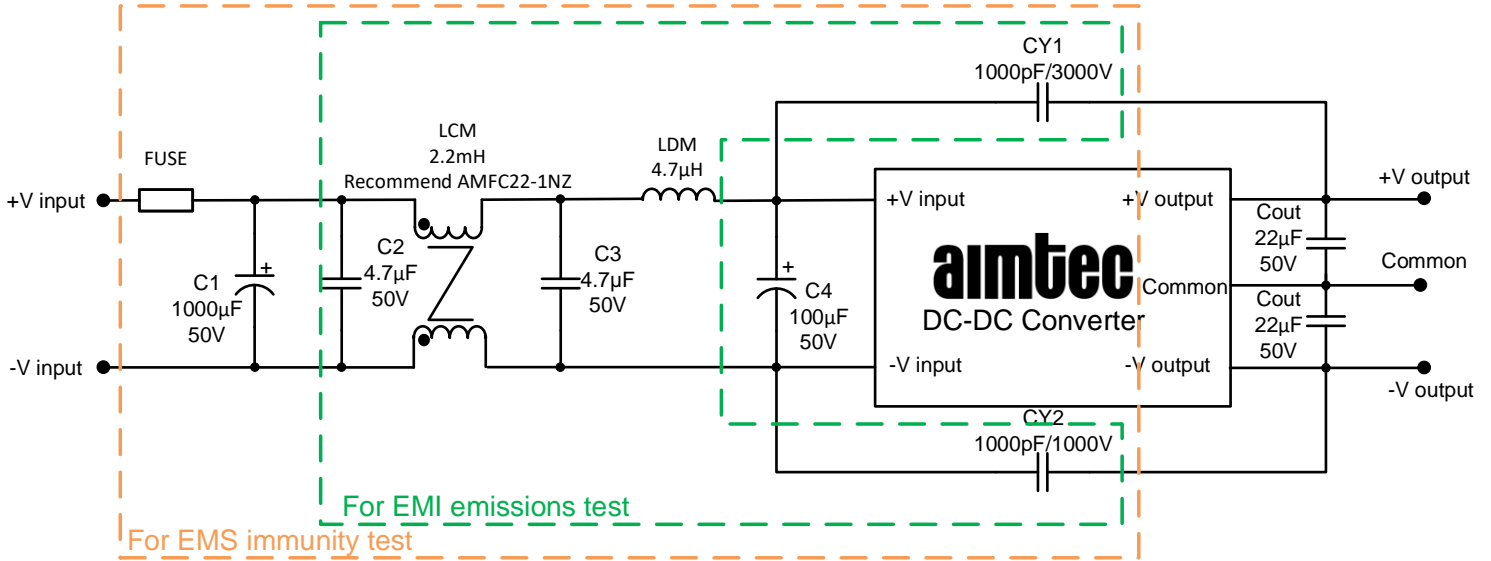 CY1
1000pF/3000V
LCM
2.2mH
Recommend AMFC22-1NZ
LDM
4.7µH
FUSE
+V input
+V input
+V output
+V output
C1
1000µF
50V
+
C2
4.7µF
50V
C3
4.7µF
50V
+
C4
100µF
50V
aimtec
DC-DC Converter
Common
Cout
22µF
50V
Common
Cout
22µF
50V
-V input
-V input
-V output
-V output
CY2
1000pF/1000V
For EMI emissions test
For EMS immunity test